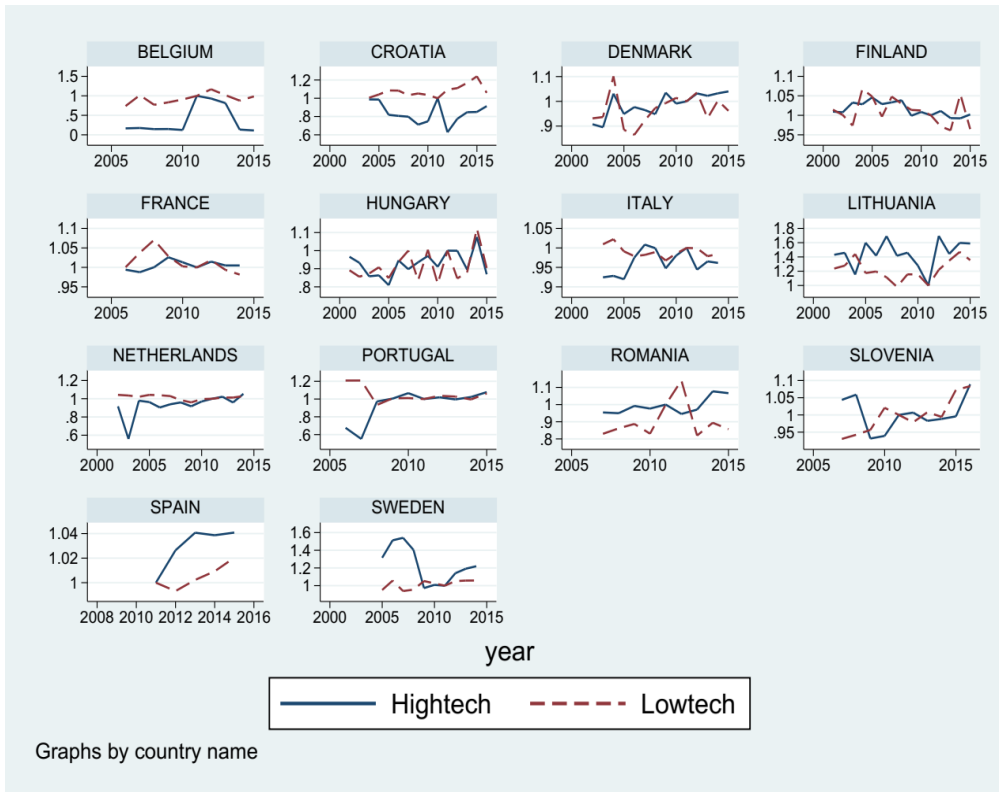 BELGIUM CROATIA DENMARK FINLAND
1.5 1 .5 0
2005 2010 2015
1.2 1 .8 .6
2000 2005 2010 2015
1.1 1 .9
2000 2005 2010 2015
1.1 1.05 1 .95
2000 2005 2010 2015
FRANCE HUNGARY ITALY LITHUANIA
1.1 1.05 1 .95
2005 2010 2015
1.1 1 .9 .8
2000 2005 2010 2015
1.05 1 .95 .9
2000 2005 2010 2015
1.8 1.6 1.4 1.2 1
2000 2005 2010 2015
NETHERLANDS PORTUGAL ROMANIA SLOVENIA
1.2 1 .8 .6
2000 2005 2010 2015
1.2 1 .8 .6
2005 2010 2015
1.1 1 .9 .8
2005 2010 2015
1.1 1.05 1 .95
2005 2010 2015
SPAIN SWEDEN
1.04 1.02 1
2008 2010 2012 2014 2016
1.6 1.4 1.2 1
2000 2005 2010 2015
year
Hightech Lowtech
Graphs by country name